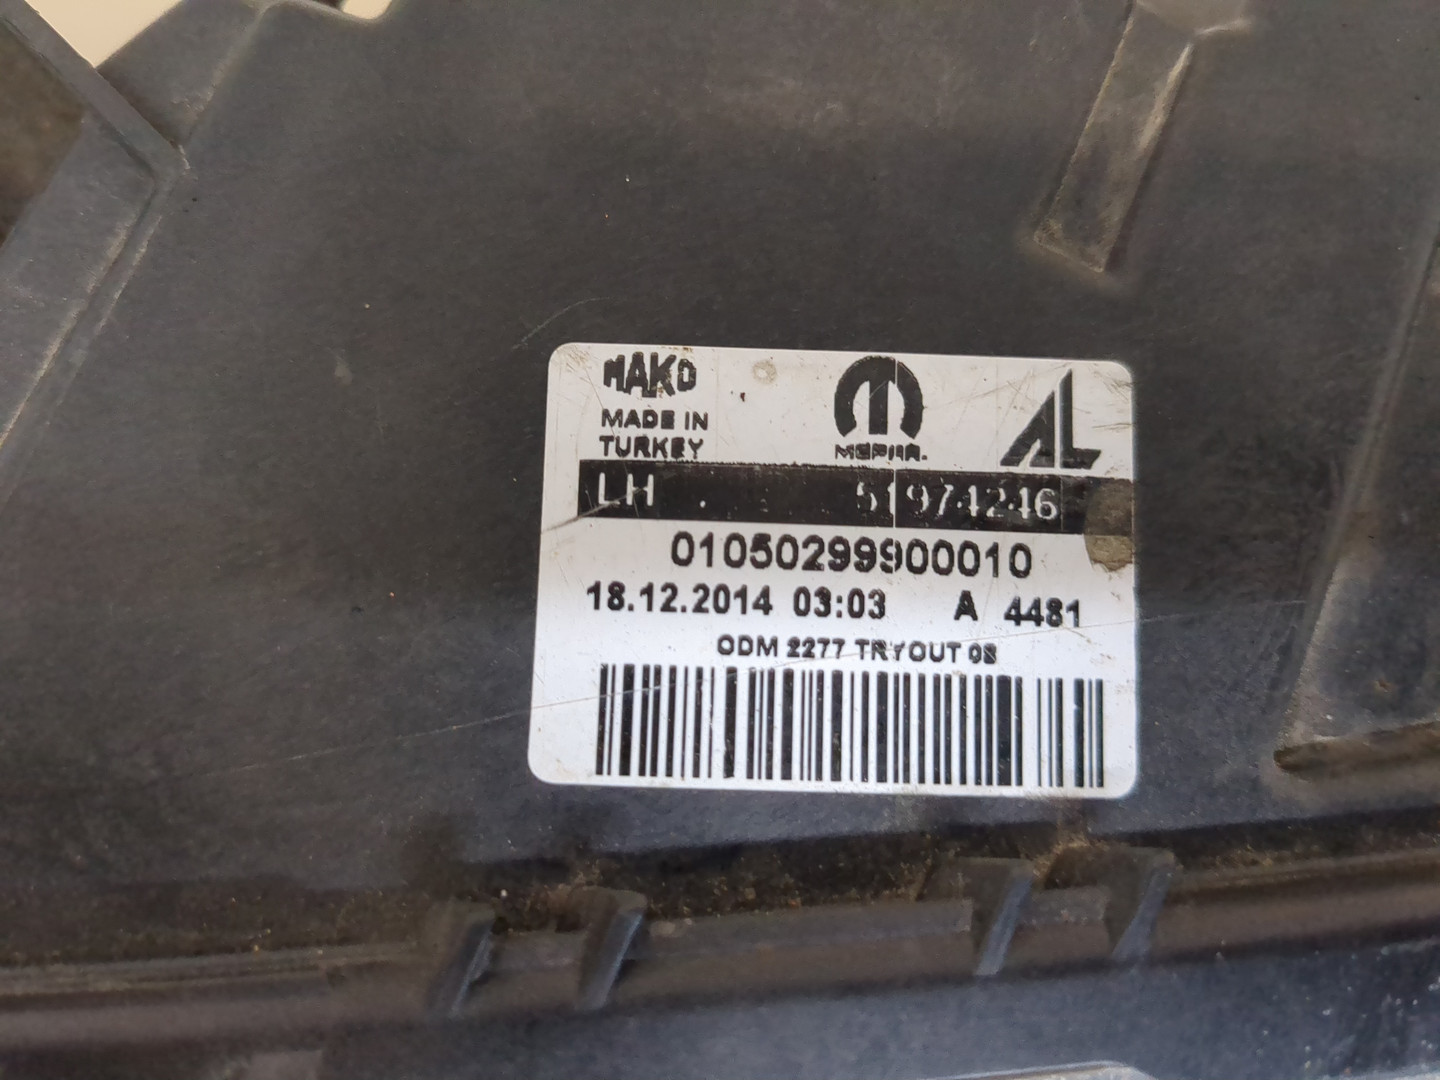 MAKO
MADE IN
TURKEY
MOPAR.
AL
LH . 51974246
01050299900010
18.12.2014 03:03 A 4481
ODM 2277 TRYOUT 08